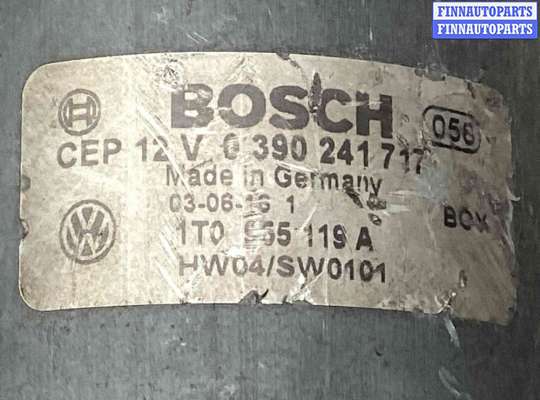 FINNAUTOPARTS
FINNAUTOPARTS
BOSCH
056
CEP 12 V 0 390 241 717
Made in Germany
03-06-16 1
BOX
1T0 955 119 A
HW04/SW0101